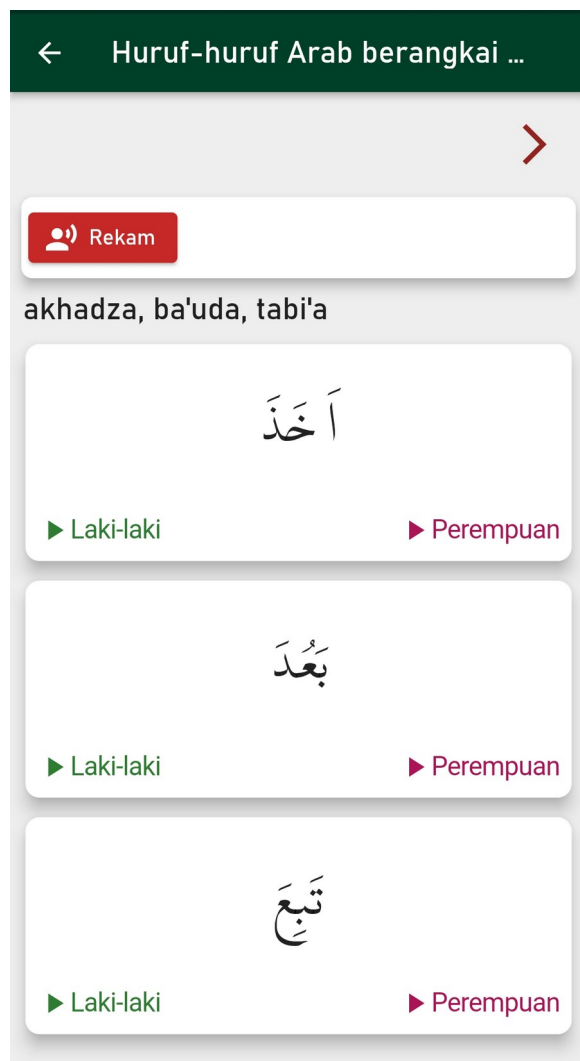 Huruf-huruf Arab berangkai ...
Rekam
akhadza, ba'uda, tabi'a
اَ خَذَ
Laki-laki Perempuan
بَعُدَ
Laki-laki Perempuan
تَبِعَ
Laki-laki Perempuan